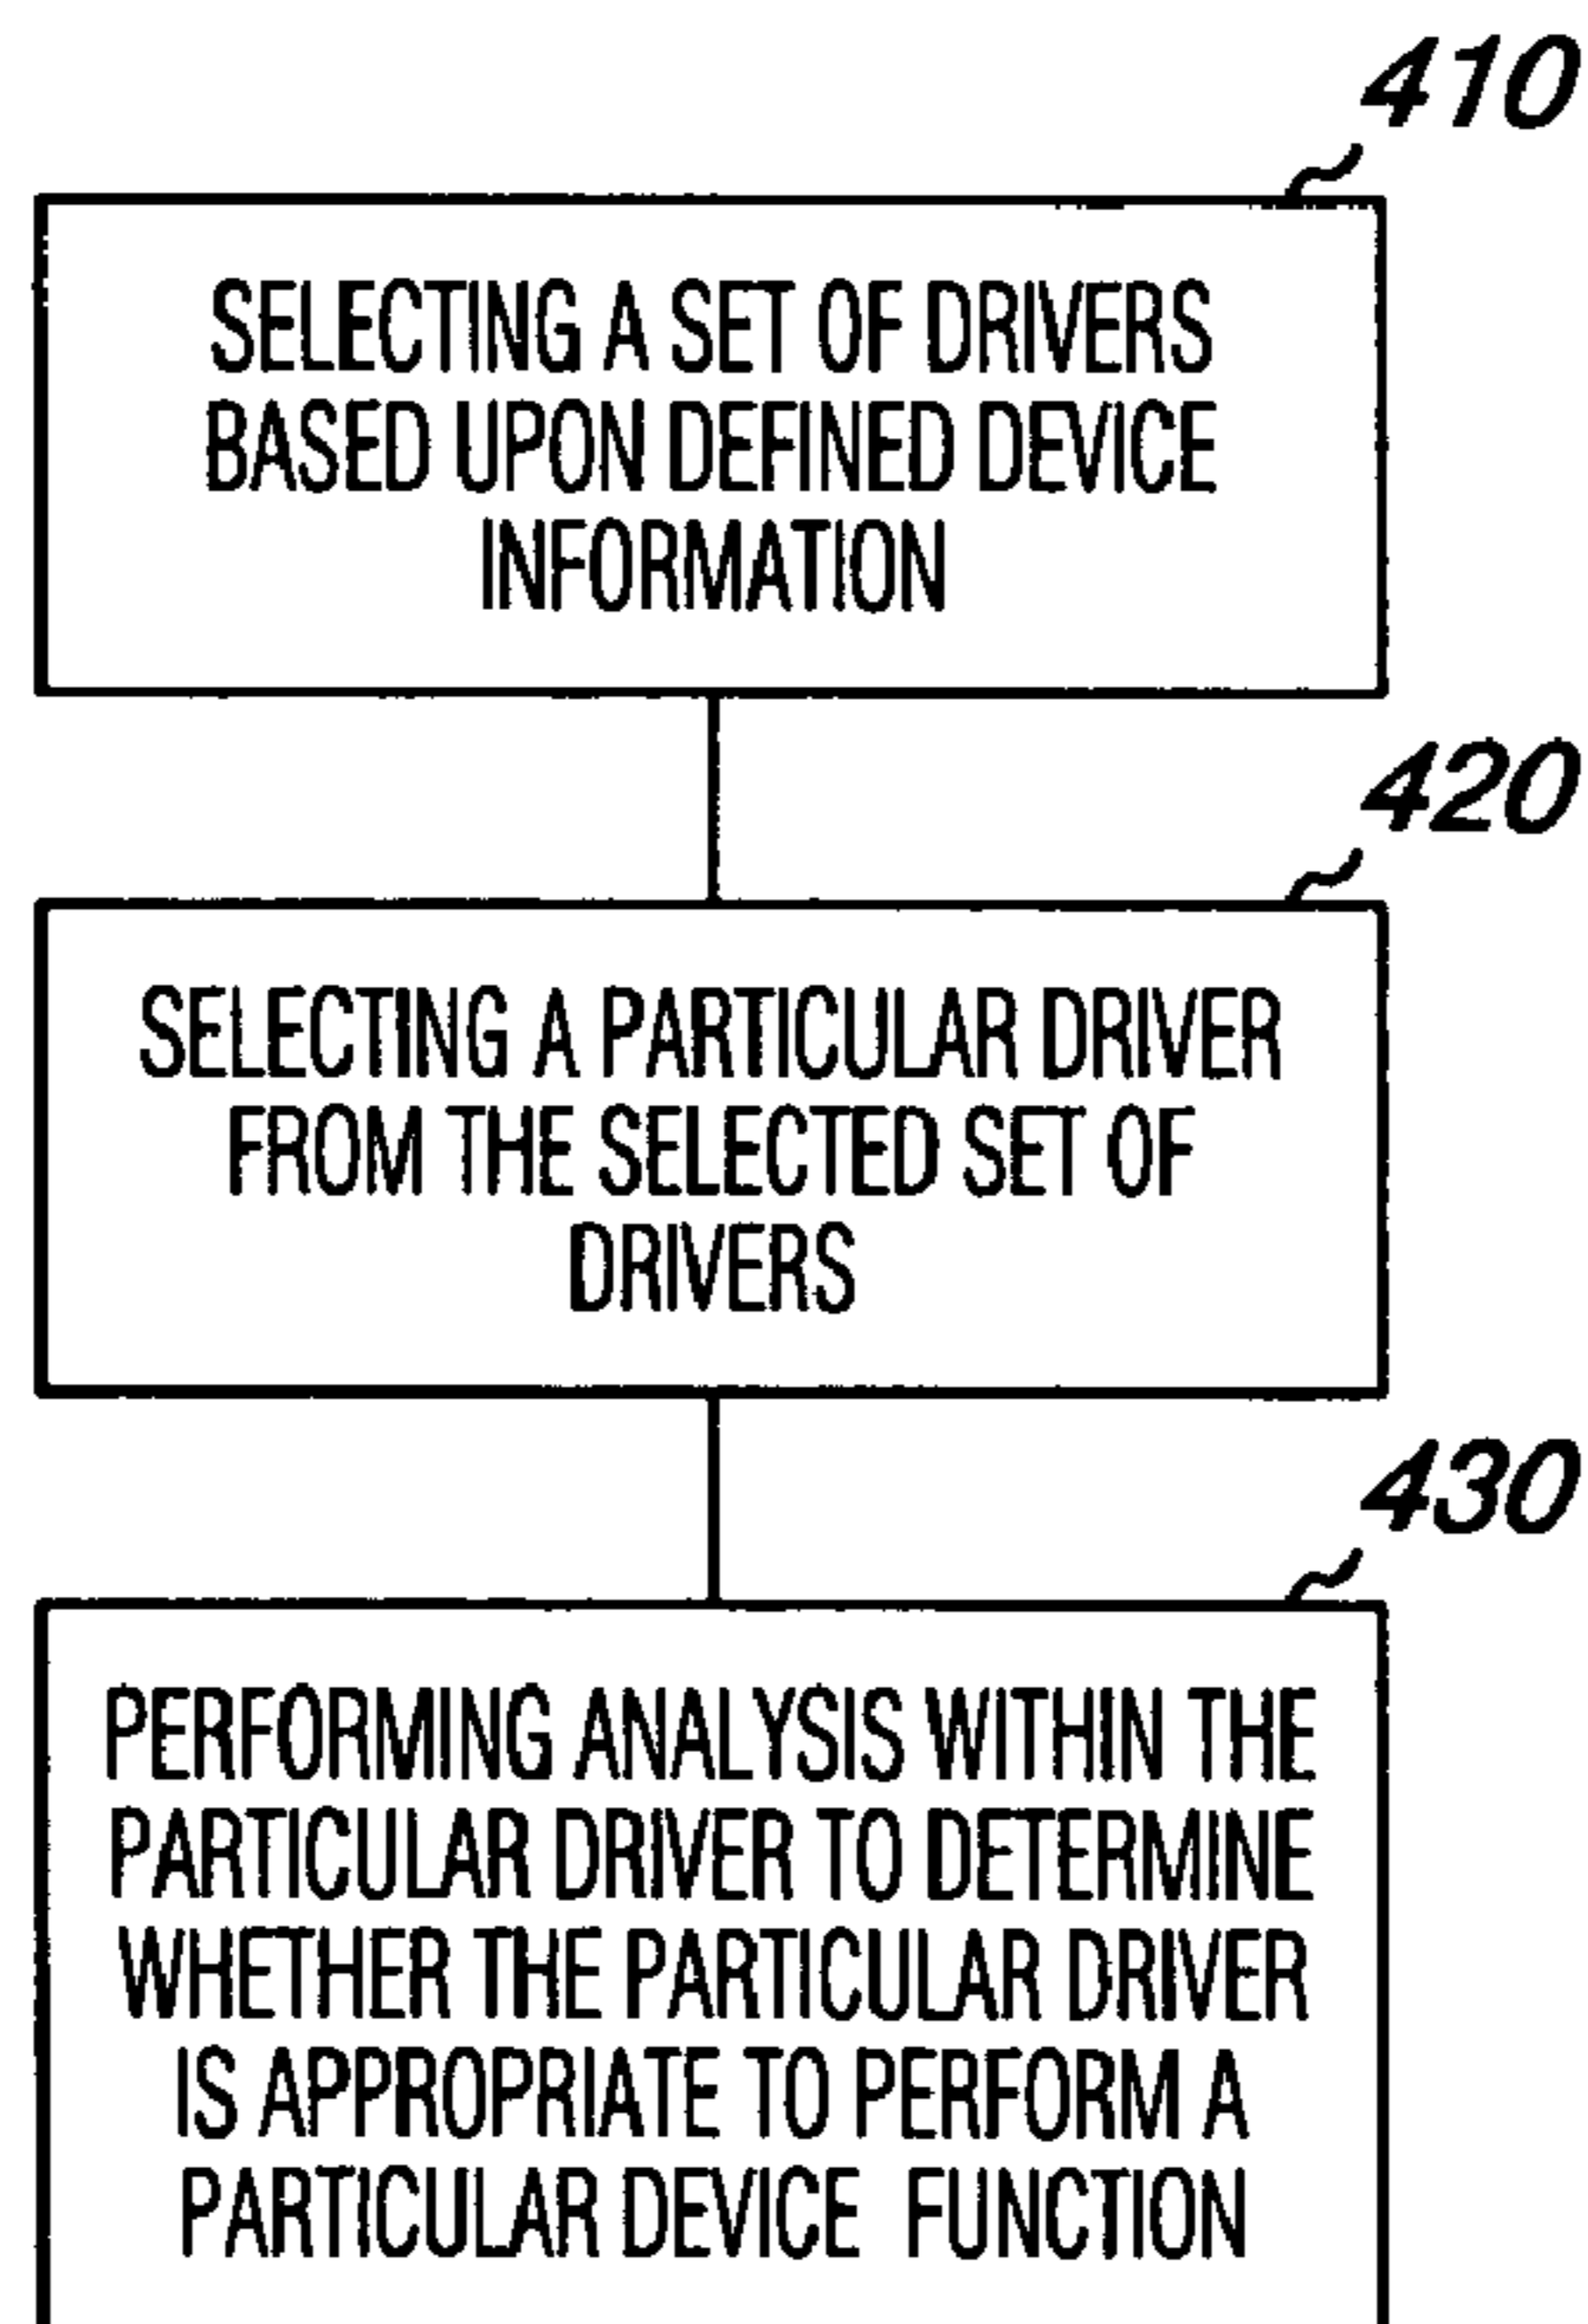 410
SELECTING A SET OF DRIVERS
BASED UPON DEFINED DEVICE
INFORMATION
420
SELECTING A PARTICULAR DRIVER
FROM THE SELECTED SET OF
DRIVERS
430
PERFORMING ANALYSIS WITHIN THE
PARTICULAR DRIVER TO DETERMINE
WHETHER THE PARTICULAR DRIVER
IS APPROPRIATE TO PERFORM A
PARTICULAR DEVICE FUNCTION